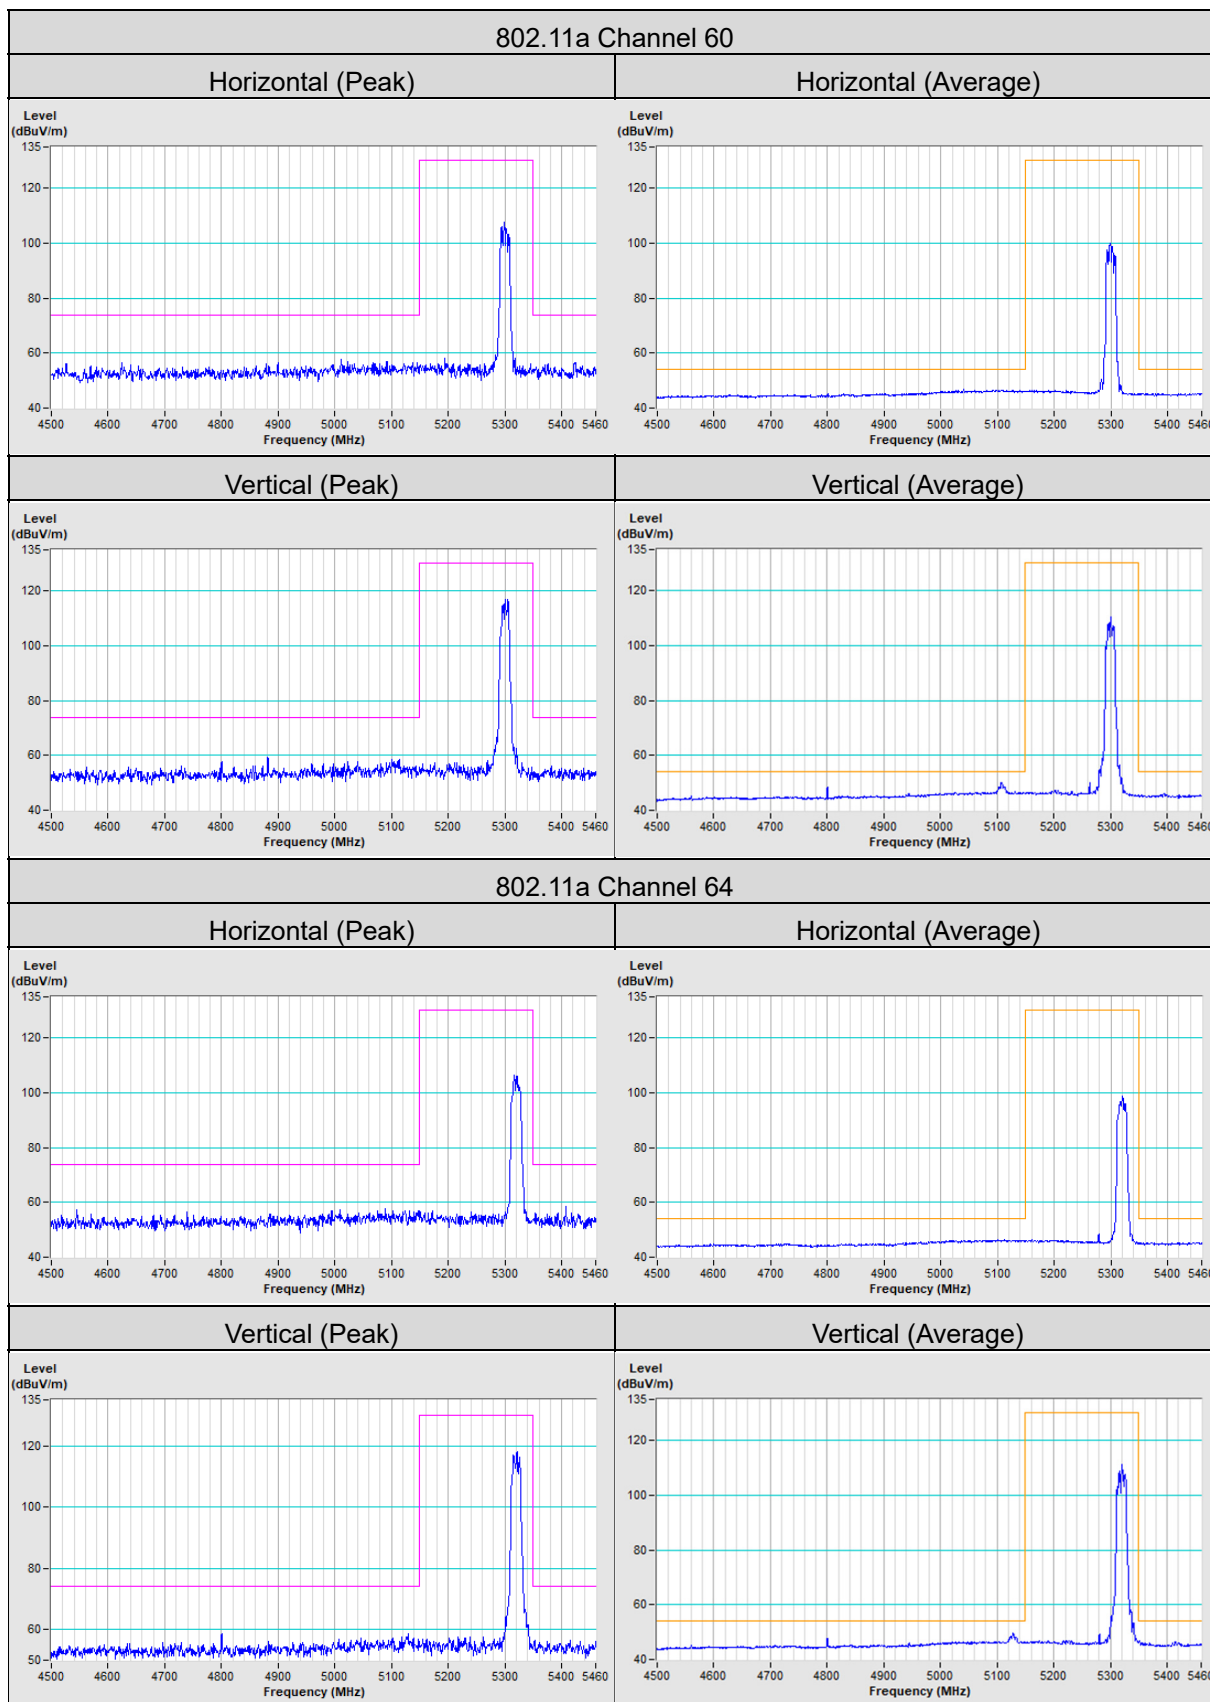 802.11a Channel 60
Horizontal (Peak)
Horizontal (Average)
Level
(dBuV/m)
135
120
100
80
60
40
4500 4600 4700 4800 4900 5000 5100 5200 5300 5400 5460
Frequency (MHz)
Level
(dBuV/m)
135
120
100
80
60
40
4500 4600 4700 4800 4900 5000 5100 5200 5300 5400 5460
Frequency (MHz)
Vertical (Peak)
Vertical (Average)
Level
(dBuV/m)
135
120
100
80
60
40
4500 4600 4700 4800 4900 5000 5100 5200 5300 5400 5460
Frequency (MHz)
Level
(dBuV/m)
135
120
100
80
60
40
4500 4600 4700 4800 4900 5000 5100 5200 5300 5400 5460
Frequency (MHz)
802.11a Channel 64
Horizontal (Peak)
Horizontal (Average)
Level
(dBuV/m)
135
120
100
80
60
40
4500 4600 4700 4800 4900 5000 5100 5200 5300 5400 5460
Frequency (MHz)
Level
(dBuV/m)
135
120
100
80
60
40
4500 4600 4700 4800 4900 5000 5100 5200 5300 5400 5460
Frequency (MHz)
Vertical (Peak)
Vertical (Average)
Level
(dBuV/m)
135
120
100
80
60
50
4500 4600 4700 4800 4900 5000 5100 5200 5300 5400 5460
Frequency (MHz)
Level
(dBuV/m)
135
120
100
80
60
40
4500 4600 4700 4800 4900 5000 5100 5200 5300 5400 5460
Frequency (MHz)